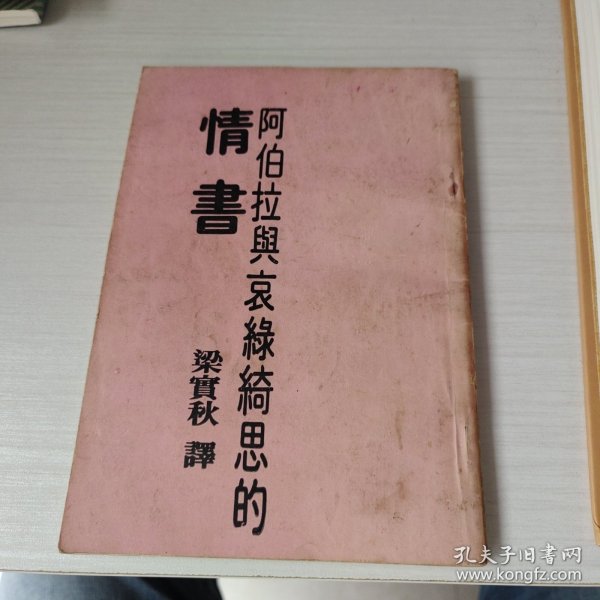 阿伯拉與哀綠綺思的
情書
梁實秋 譯
孔夫子旧书网
www.kongfz.com